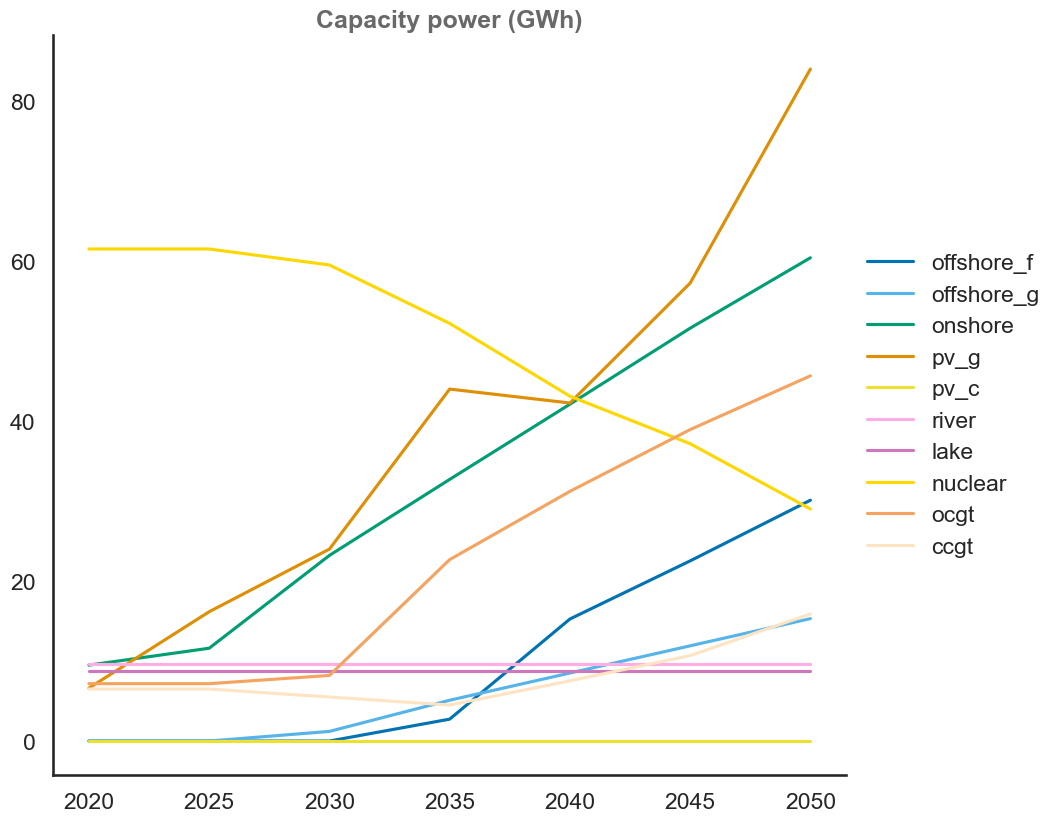 Capacity power (GWh)
80
60
40
20
0
2020 2025 2030 2035 2040 2045 2050
offshore_f
offshore_g
onshore
pv_g
pv_c
river
lake
nuclear
ocgt
ccgt